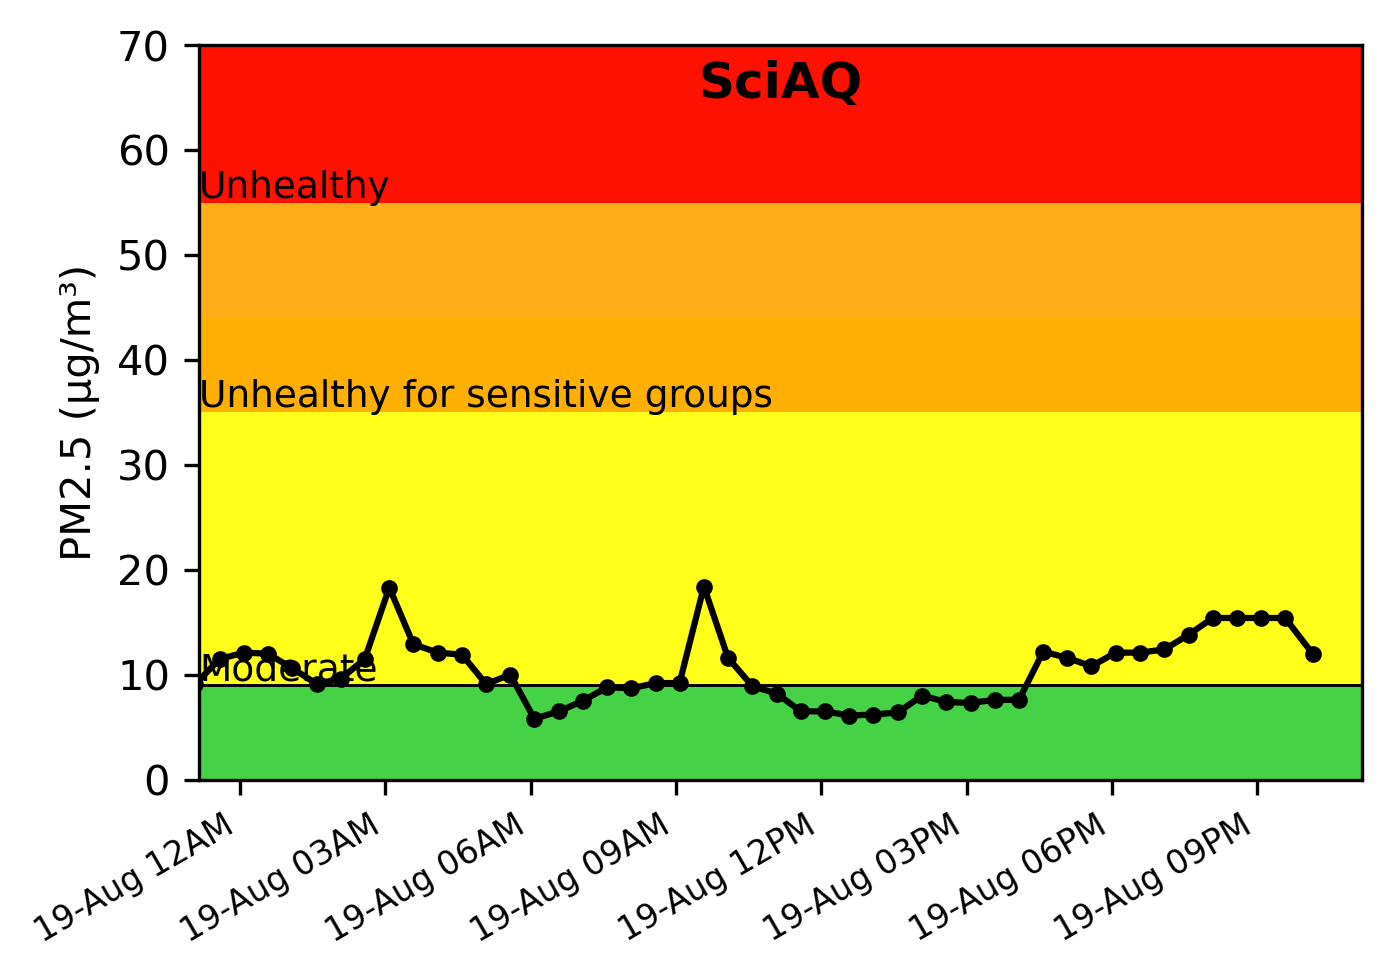 SciAQ
PM2.5 (µg/m³)
70
60
50
40
30
20
10
0
Unhealthy
Unhealthy for sensitive groups
Moderate
19-Aug 12AM
19-Aug 03AM
19-Aug 06AM
19-Aug 09AM
19-Aug 12PM
19-Aug 03PM
19-Aug 06PM
19-Aug 09PM